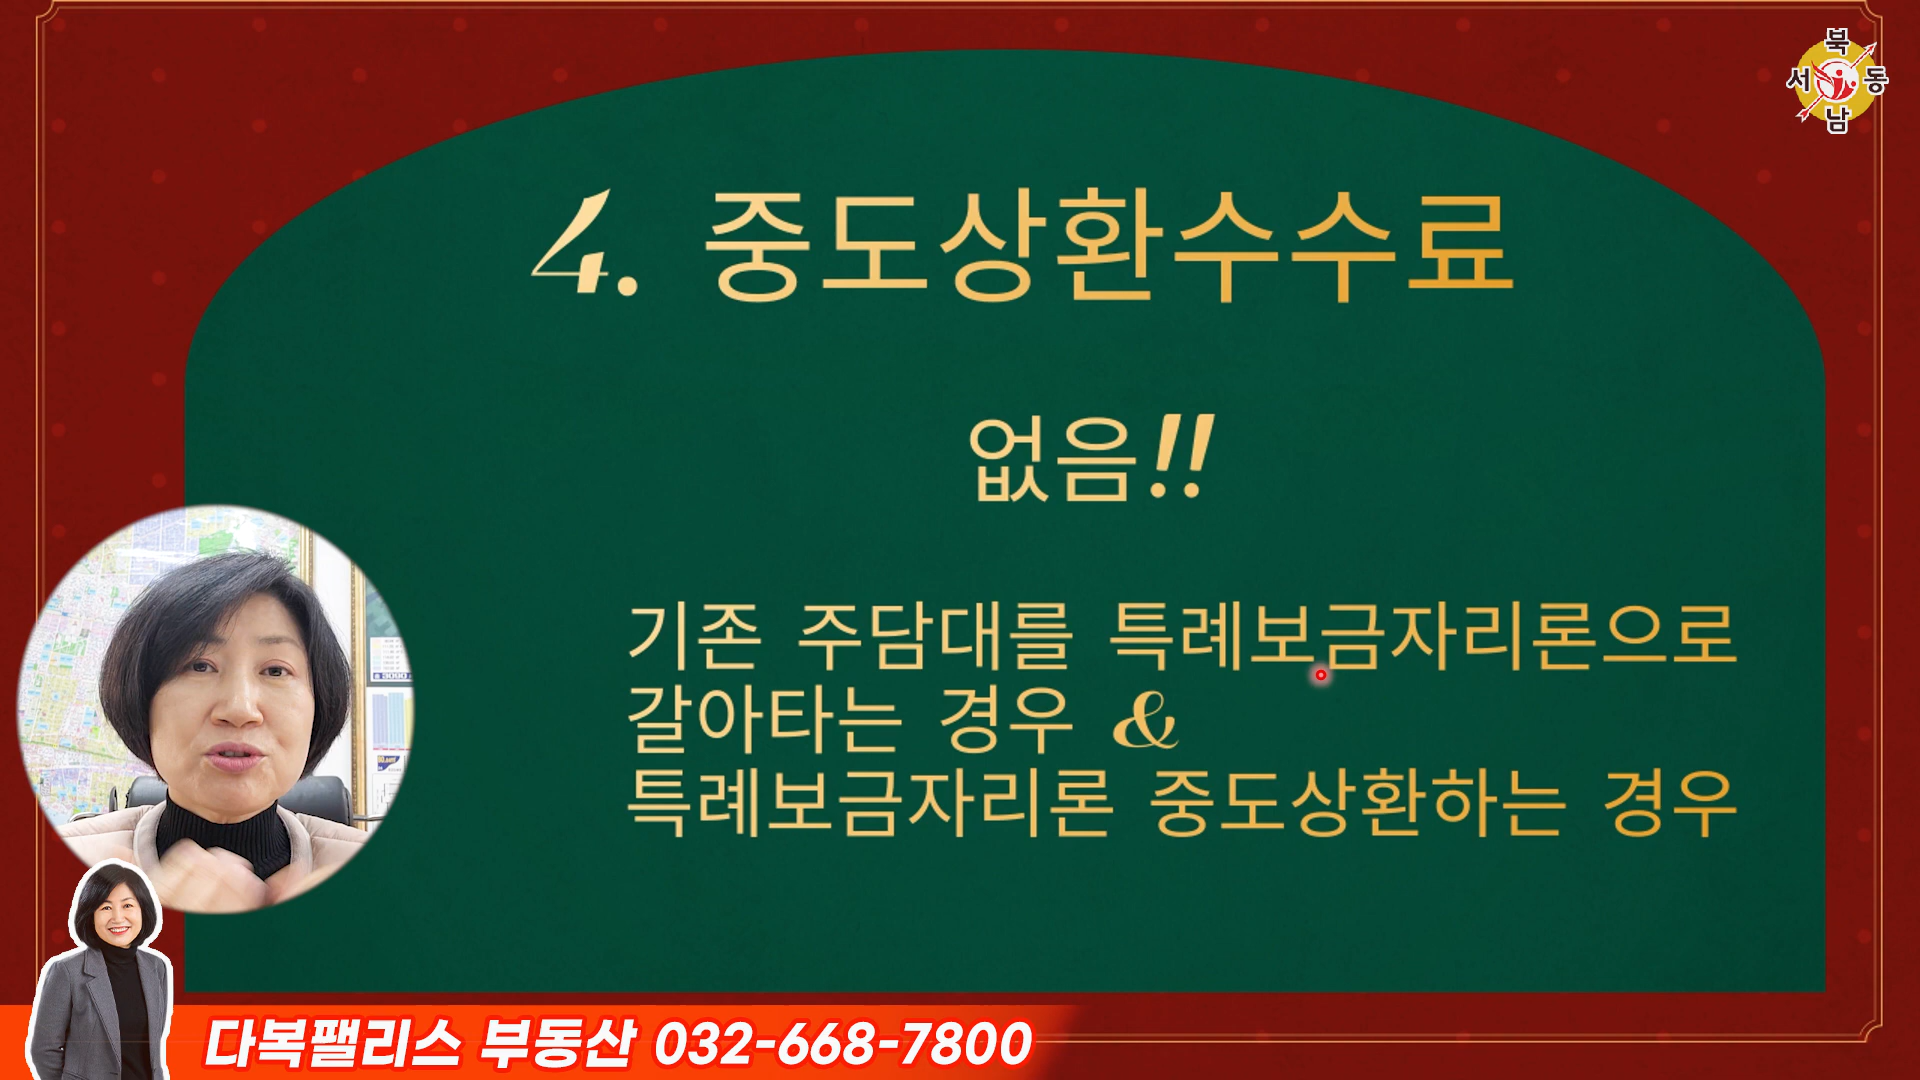 북
서 동
남
4. 중도상환수수료
없음!!
기존 주담대를 특례보금자리론으로
갈아타는 경우 &
특례보금자리론 중도상환하는 경우
다복팰리스 부동산 032-668-7800